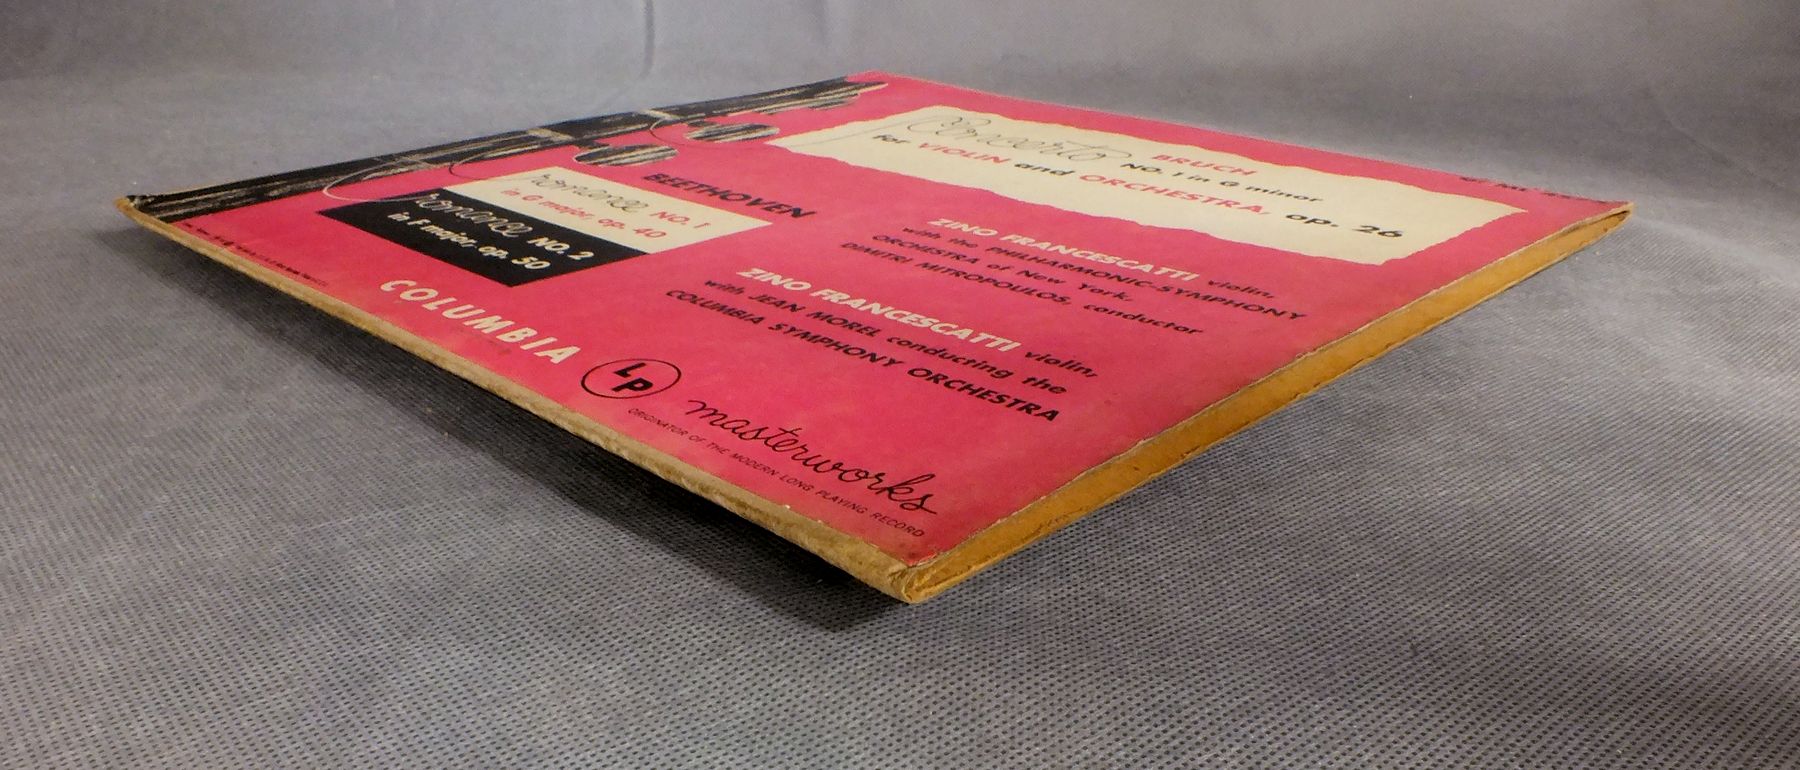 BRUCH
Concerto NO. 1 in G minor
for VIOLIN and ORCHESTRA, op. 26
ZINO FRANCESCATTI violin,
with the PHILHARMONIC-SYMPHONY
ORCHESTRA of New York,
DIMITRI MITROPOULOS, conductor
BEETHOVEN
romance NO. 1
in G major, op. 40
romance NO. 2
in F major, op. 50
ZINO FRANCESCATTI violin,
with JEAN MOREL conducting the
COLUMBIA SYMPHONY ORCHESTRA
COLUMBIA LP masterworks
ORIGINATOR OF THE MODERN LONG PLAYING RECORD